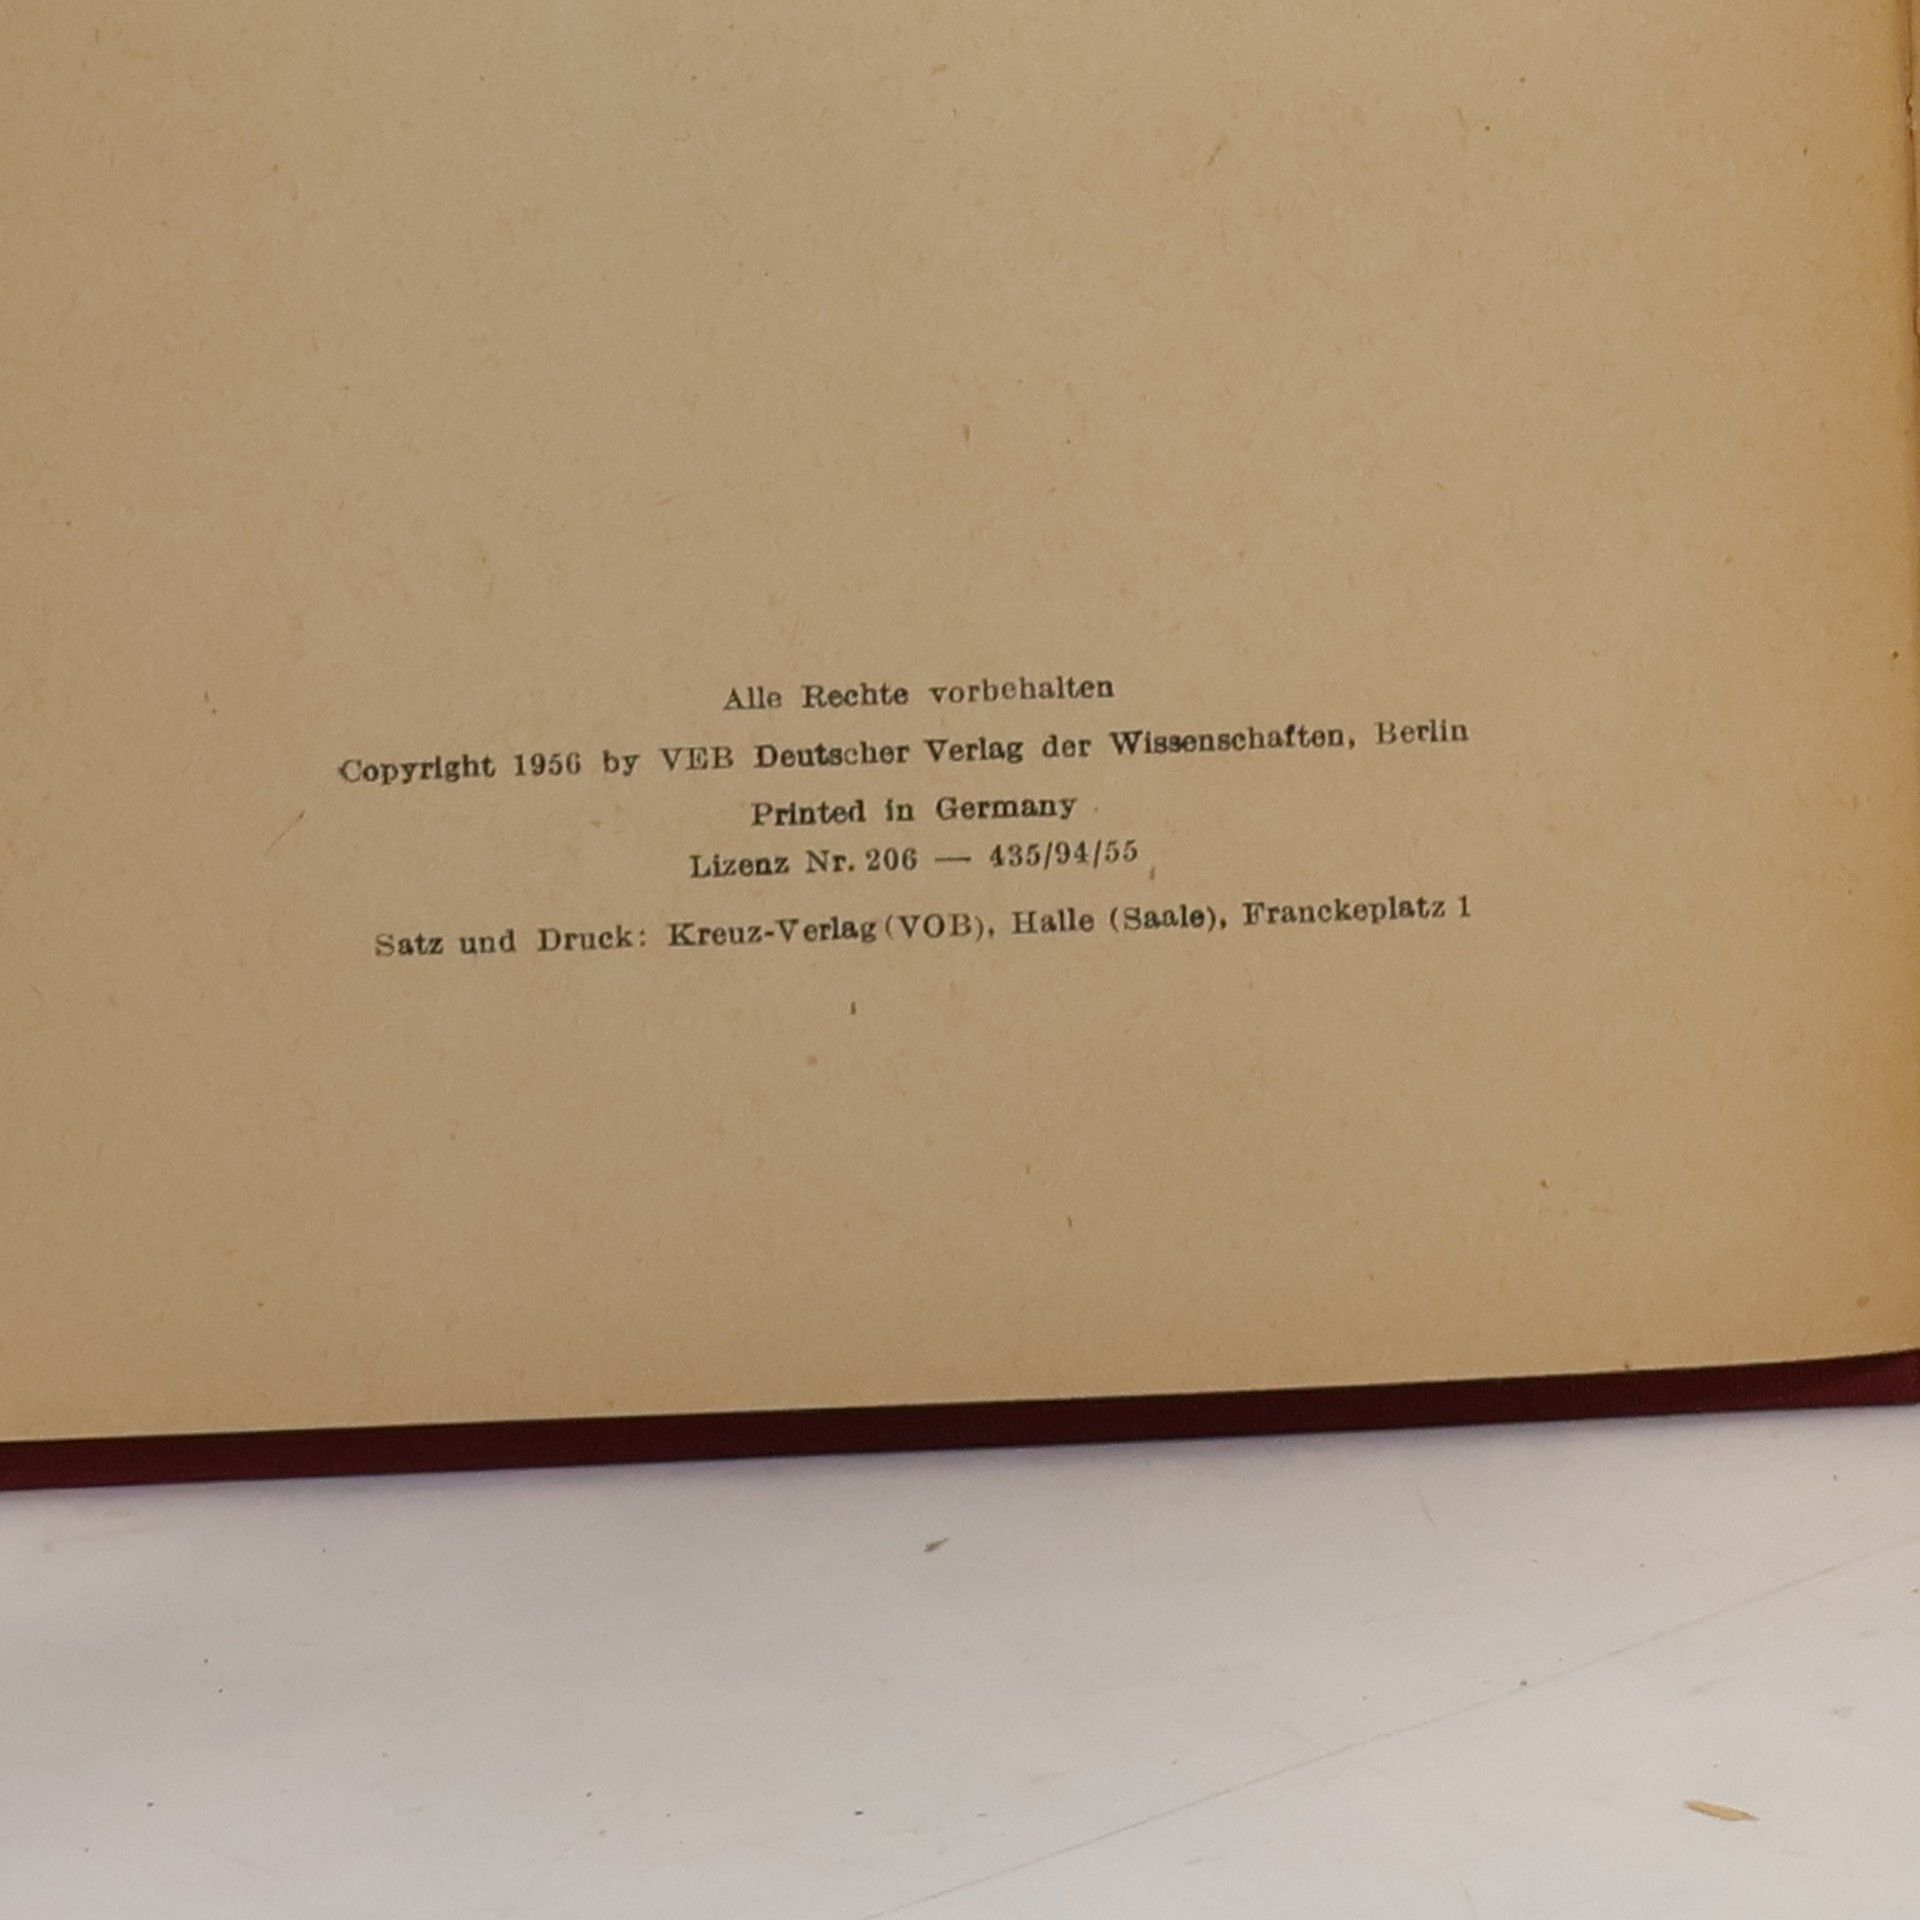 Alle Rechte vorbehalten
Copyright 1956 by VEB Deutscher Verlag der Wissenschaften, Berlin
Printed in Germany
Lizenz Nr. 206 — 435/94/55
Satz und Druck: Kreuz-Verlag (VOB), Halle (Saale), Franckeplatz 1